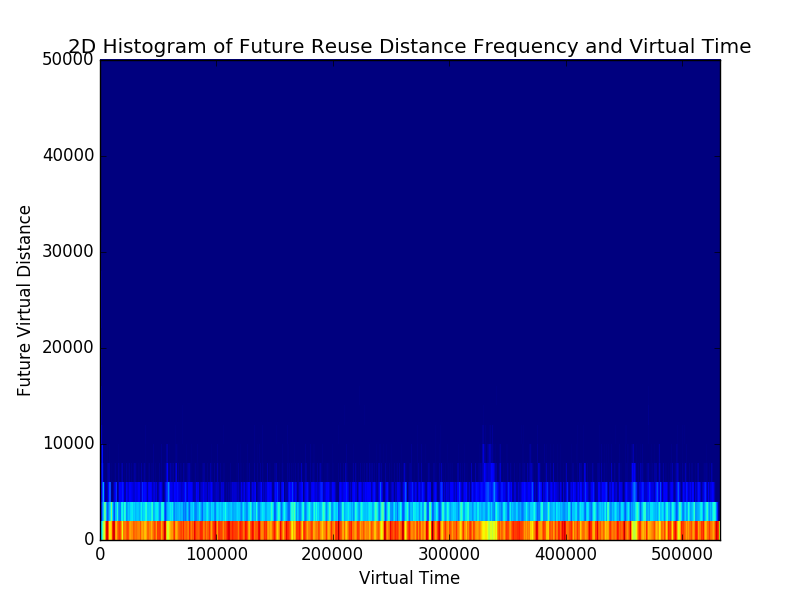 2D Histogram of Future Reuse Distance Frequency and Virtual Time
50000
40000
30000
20000
10000
0
Future Virtual Distance
0 100000 200000 300000 400000 500000
Virtual Time